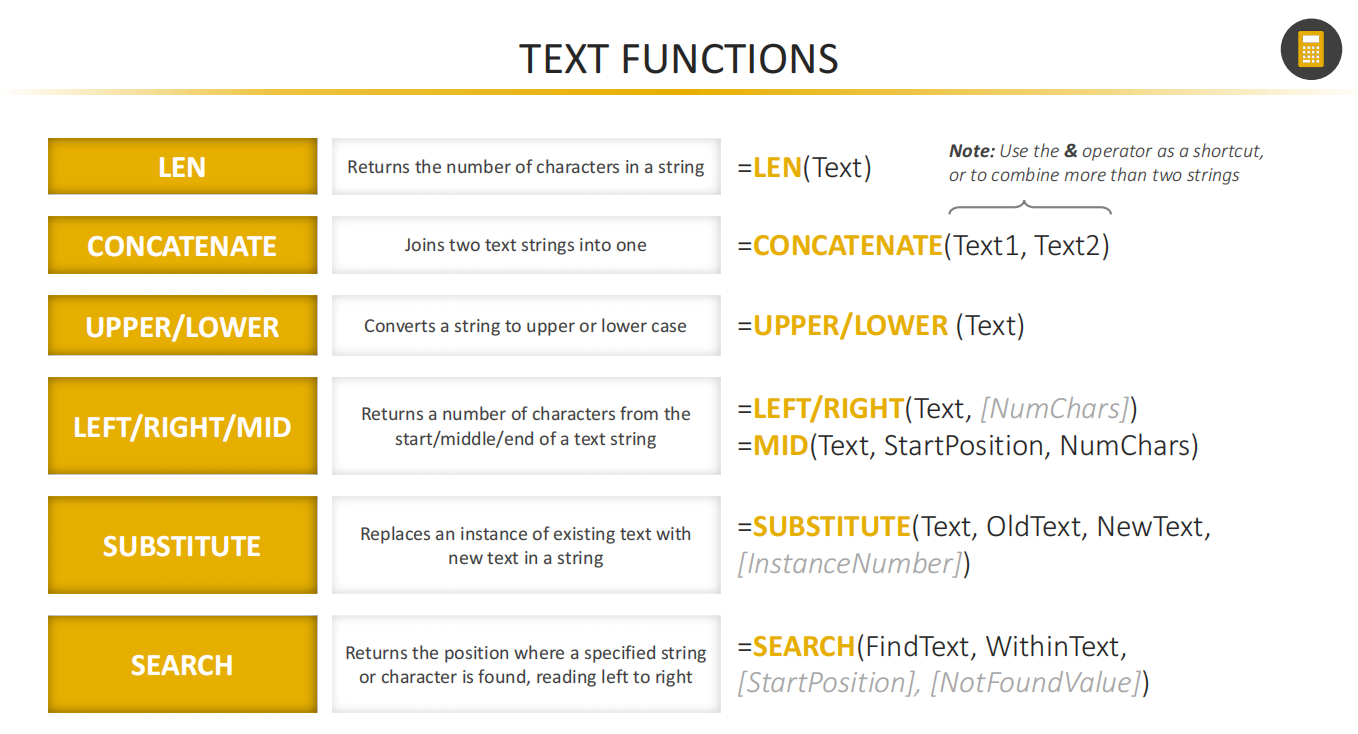 TEXT FUNCTIONS
LEN
Returns the number of characters in a string
=LEN(Text)
Note: Use the & operator as a shortcut,
or to combine more than two strings
CONCATENATE
Joins two text strings into one
=CONCATENATE(Text1, Text2)
UPPER/LOWER
Converts a string to upper or lower case
=UPPER/LOWER (Text)
LEFT/RIGHT/MID
Returns a number of characters from the
start/middle/end of a text string
=LEFT/RIGHT(Text, [NumChars])
=MID(Text, StartPosition, NumChars)
SUBSTITUTE
Replaces an instance of existing text with
new text in a string
=SUBSTITUTE(Text, OldText, NewText,
[InstanceNumber])
SEARCH
Returns the position where a specified string
or character is found, reading left to right
=SEARCH(FindText, WithinText,
[StartPosition], [NotFoundValue])